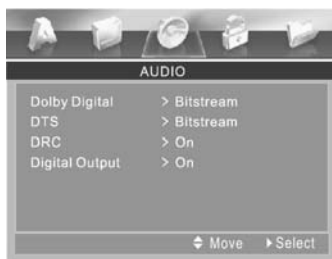 AUDIO
Dolby Digital > Bitstream
DTS > Bitstream
DRC > On
Digital Output > On
Move Select